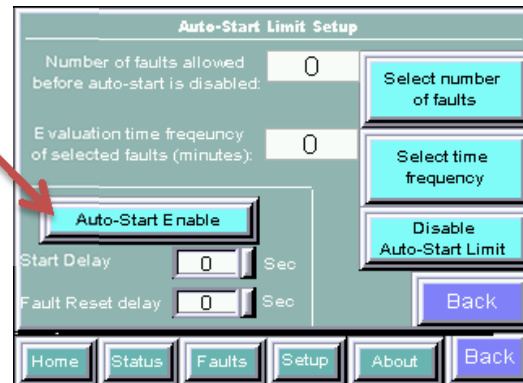 Auto-Start Limit Setup
Number of faults allowed
before auto-start is disabled:
0
Select number
of faults
Evaluation time freqeuncy
of selected faults (minutes):
0
Select time
frequency
Auto-Start Enable
Disable
Auto-Start Limit
Start Delay
0
Sec
Fault Reset delay
0
Sec
Back
Home
Status
Faults
Setup
About
Back